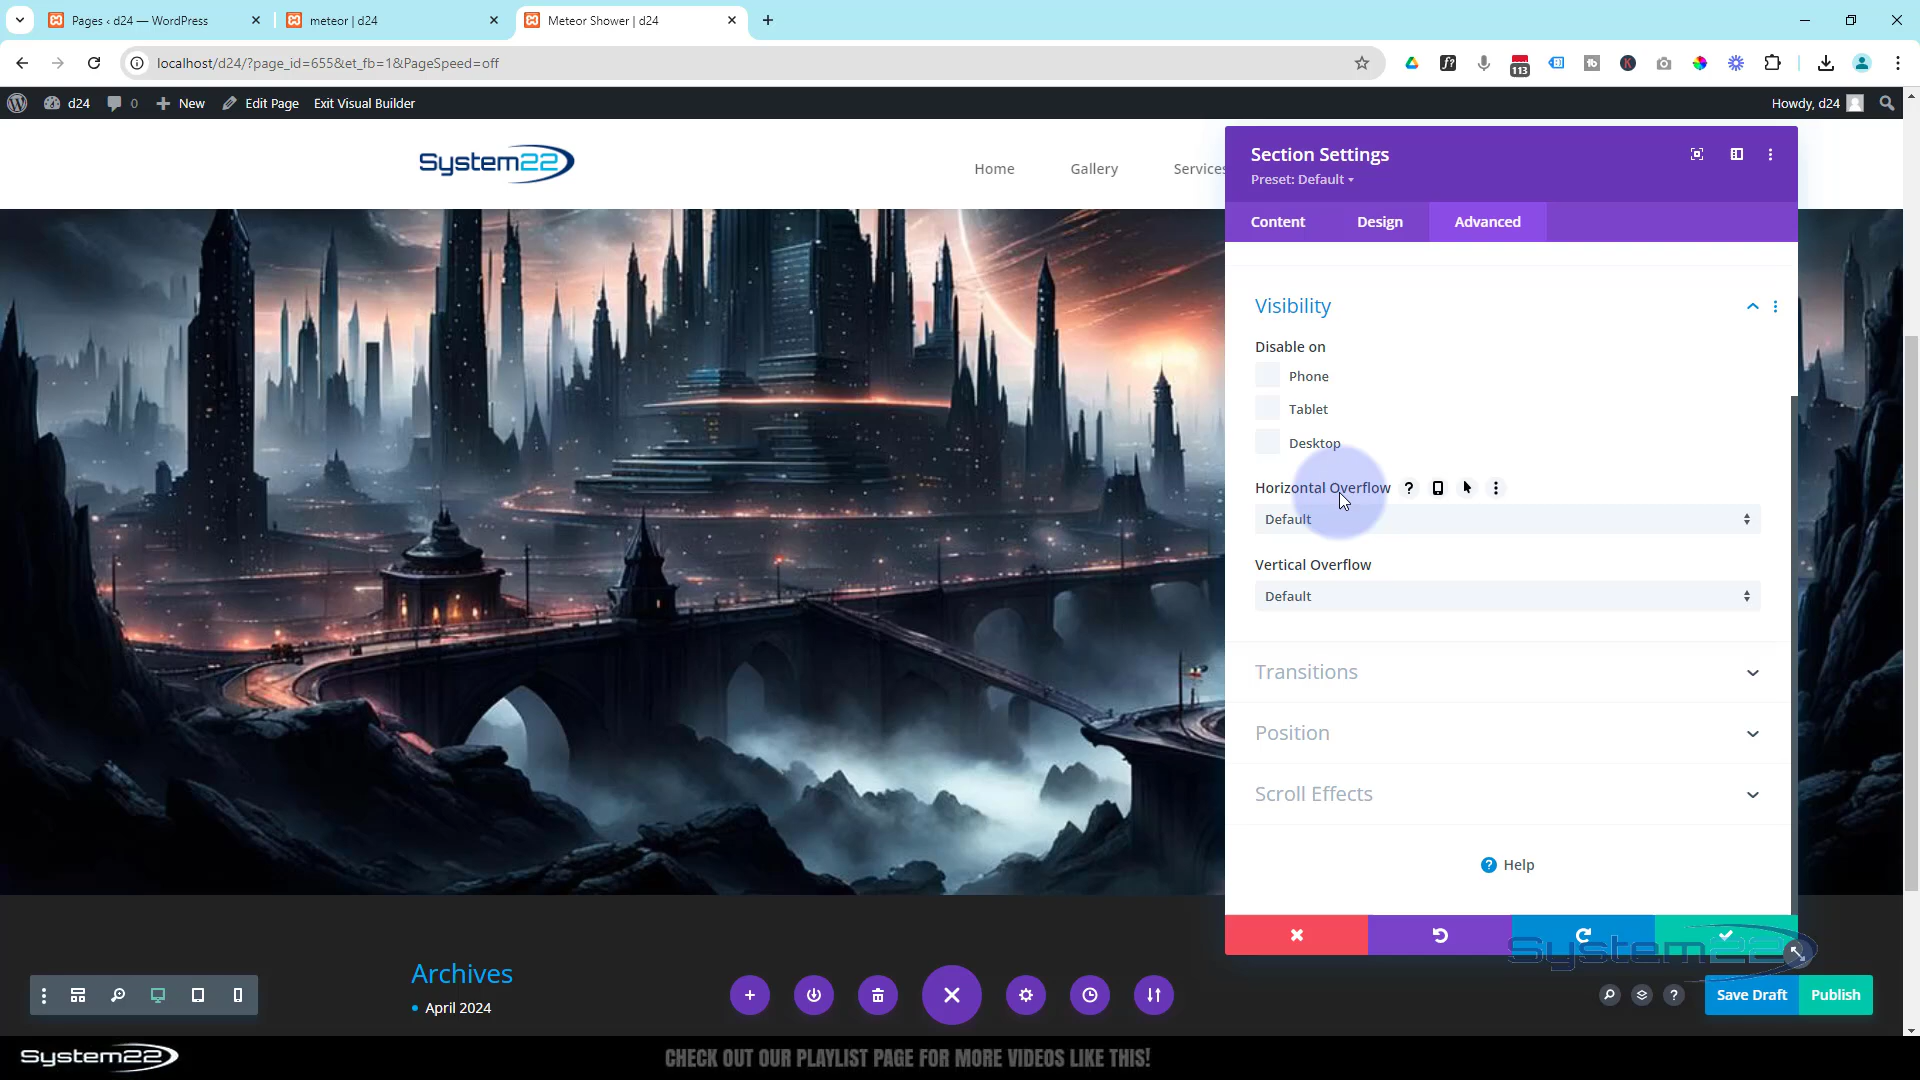 Pages ‹ d24 — WordPress
meteor | d24
Meteor Shower | d24
localhost/d24/?page_id=655&et_fb=1&PageSpeed=off
113
d24
0
New
Edit Page
Exit Visual Builder
Howdy, d24
System22
Home
Gallery
Services
Section Settings
Preset: Default
Content
Design
Advanced
Visibility
Disable on
Phone
Tablet
Desktop
Horizontal Overflow
Default
Vertical Overflow
Default
Transitions
Position
Scroll Effects
Help
System22
Archives
April 2024
Save Draft
Publish
System22
CHECK OUT OUR PLAYLIST PAGE FOR MORE VIDEOS LIKE THIS!